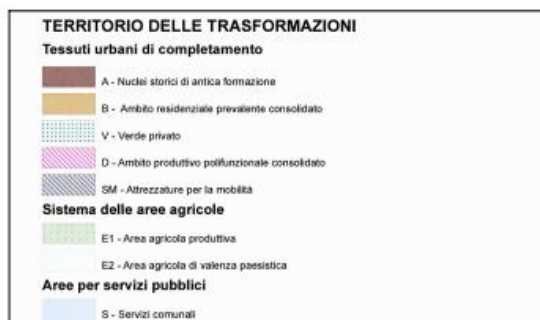 TERRITORIO DELLE TRASFORMAZIONI
Tessuti urbani di completamento
A - Nuclei storici di antica formazione
B - Ambito residenziale prevalente consolidato
V - Verde privato
D - Ambito produttivo polifunzionale consolidato
SM - Attrezzature per la mobilità
Sistema delle aree agricole
E1 - Area agricola produttiva
E2 - Area agricola di valenza paesistica
Aree per servizi pubblici
S - Servizi comunali